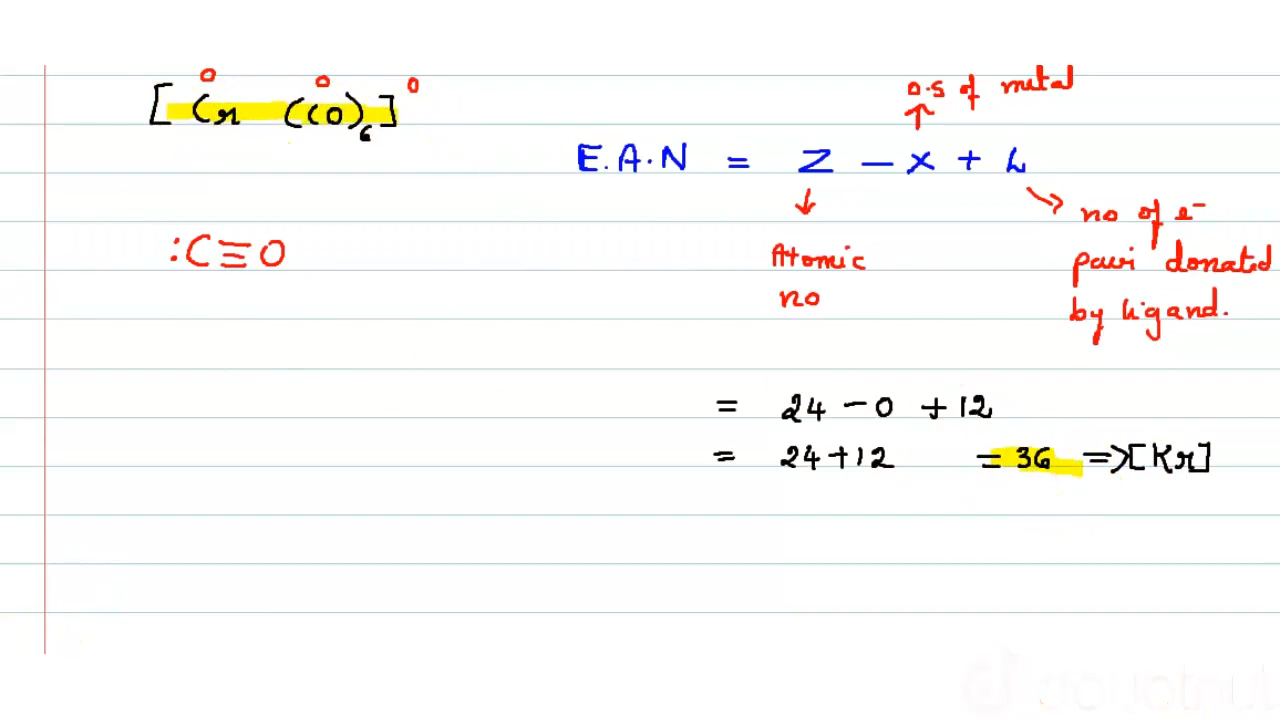 [Cr (CO)6]
0 0 0
o.s of metal
E.A.N = Z - x + L
:C≡O
Atomic no
no of e⁻
pair donated
by ligand.
= 24 - 0 + 12
= 24+12 = 36 => [Kr]